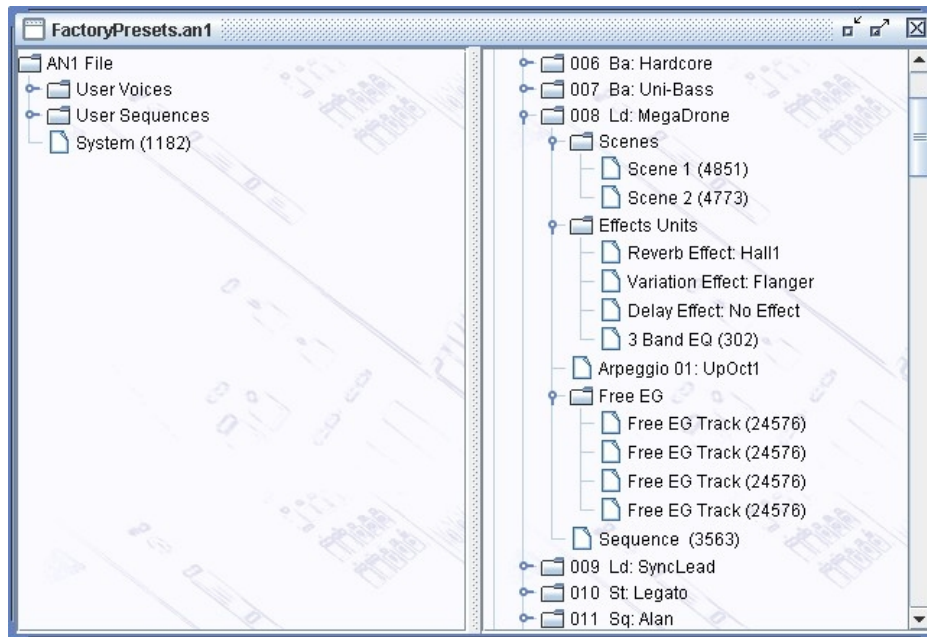 FactoryPresets.an1
AN1 File
User Voices
User Sequences
System (1182)
006 Ba: Hardcore
007 Ba: Uni-Bass
008 Ld: MegaDrone
Scenes
Scene 1 (4851)
Scene 2 (4773)
Effects Units
Reverb Effect: Hall1
Variation Effect: Flanger
Delay Effect: No Effect
3 Band EQ (302)
Arpeggio 01: UpOct1
Free EG
Free EG Track (24576)
Free EG Track (24576)
Free EG Track (24576)
Free EG Track (24576)
Sequence (3563)
009 Ld: SyncLead
010 St: Legato
011 Sq: Alan